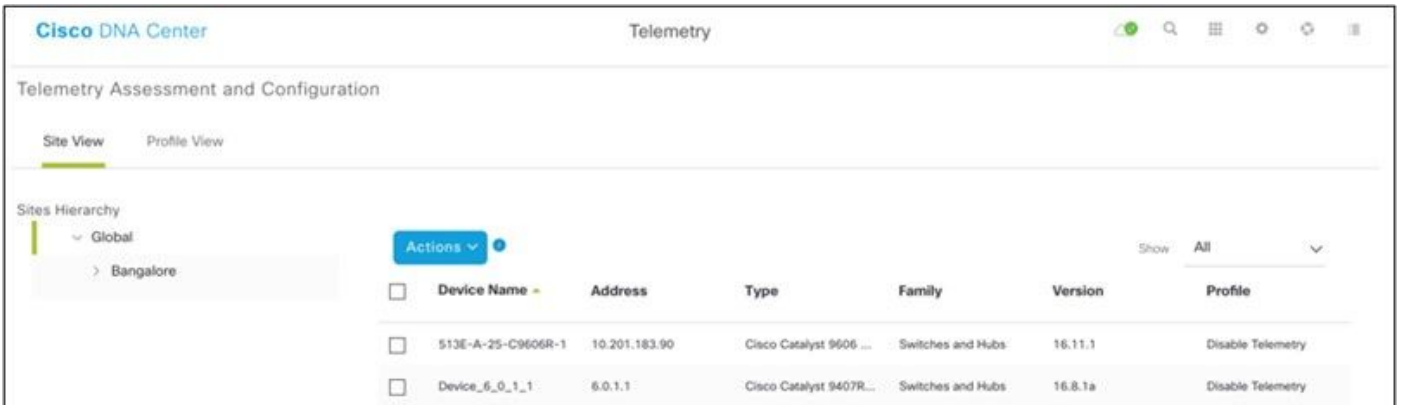 Cisco DNA Center Telemetry
Telemetry Assessment and Configuration
Site View Profile View
Sites Hierarchy
Global
Bangalore
Actions
Show All
Device Name Address Type Family Version Profile
513E-A-25-C9606R-1 10.201.183.90 Cisco Catalyst 9606 ... Switches and Hubs 16.11.1 Disable Telemetry
Device_6_0_1_1 6.0.1.1 Cisco Catalyst 9407R... Switches and Hubs 16.8.1a Disable Telemetry